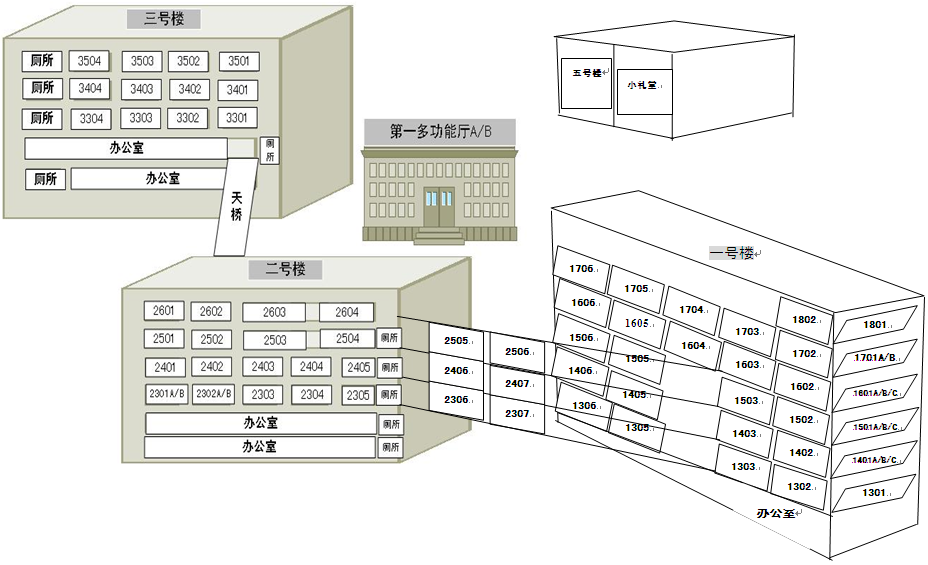 三号楼
厕所 3504 3503 3502 3501
厕所 3404 3403 3402 3401
厕所 3304 3303 3302 3301
办公室 厕所
厕所 办公室
天桥
第一多功能厅A/B
五号楼 小礼堂
二号楼
2601 2602 2603 2604
2501 2502 2503 2504 厕所
2401 2402 2403 2404 2405 厕所
2301A/B 2302A/B 2303 2304 2305 厕所
办公室 厕所
办公室 厕所
2505 2506
2406 2407
2306 2307
一号楼
1706 1705 1704 1703 1802 1801
1606 1605 1604 1603 1702 1701A/B
1506 1505 1503 1602 1601A/B/C
1406 1405 1403 1502 1501A/B/C
1306 1305 1303 1402 1401A/B/C
1302 1301
办公室